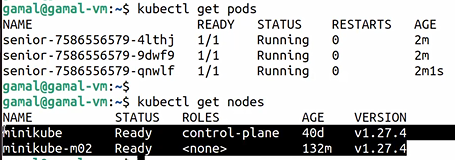 gamal@gamal-vm:~$ kubectl get pods
NAME READY STATUS RESTARTS AGE
senior-7586556579-4lthj 1/1 Running 0 2m
senior-7586556579-9dwf9 1/1 Running 0 2m
senior-7586556579-qnwlf 1/1 Running 0 2m1s
gamal@gamal-vm:~$
gamal@gamal-vm:~$ kubectl get nodes
NAME STATUS ROLES AGE VERSION
minikube Ready control-plane 40d v1.27.4
minikube-m02 Ready <none> 132m v1.27.4